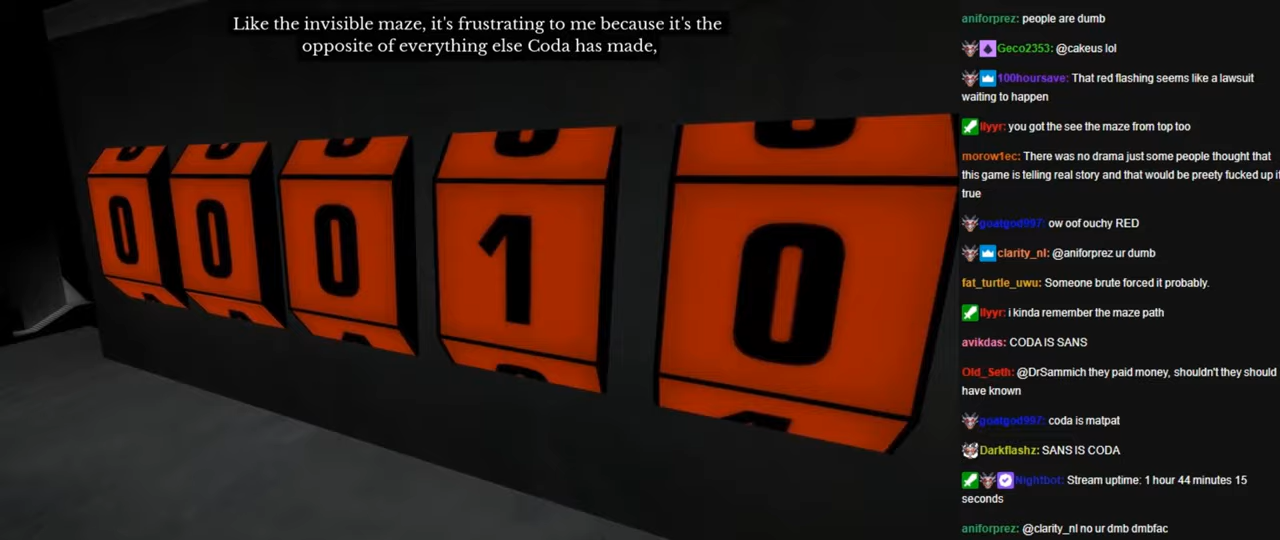 Like the invisible maze, it's frustrating to me because it's the
opposite of everything else Coda has made,
0 0 0 1 0
aniforprez: people are dumb
Geco2353: @cakeus lol
100hoursave: That red flashing seems like a lawsuit
waiting to happen
llyyr: you got the see the maze from top too
morow1ec: There was no drama just some people thought that
this game is telling real story and that would be preety fucked up if
true
goatgod997: ow oof ouchy RED
clarity_nl: @aniforprez ur dumb
fat_turtle_uwu: Someone brute forced it probably.
llyyr: i kinda remember the maze path
avikdas: CODA IS SANS
Old_Seth: @DrSammich they paid money, shouldn't they should
have known
goatgod997: coda is matpat
Darkflashz: SANS IS CODA
Nightbot: Stream uptime: 1 hour 44 minutes 15
seconds
aniforprez: @clarity_nl no ur dmb dmbfac